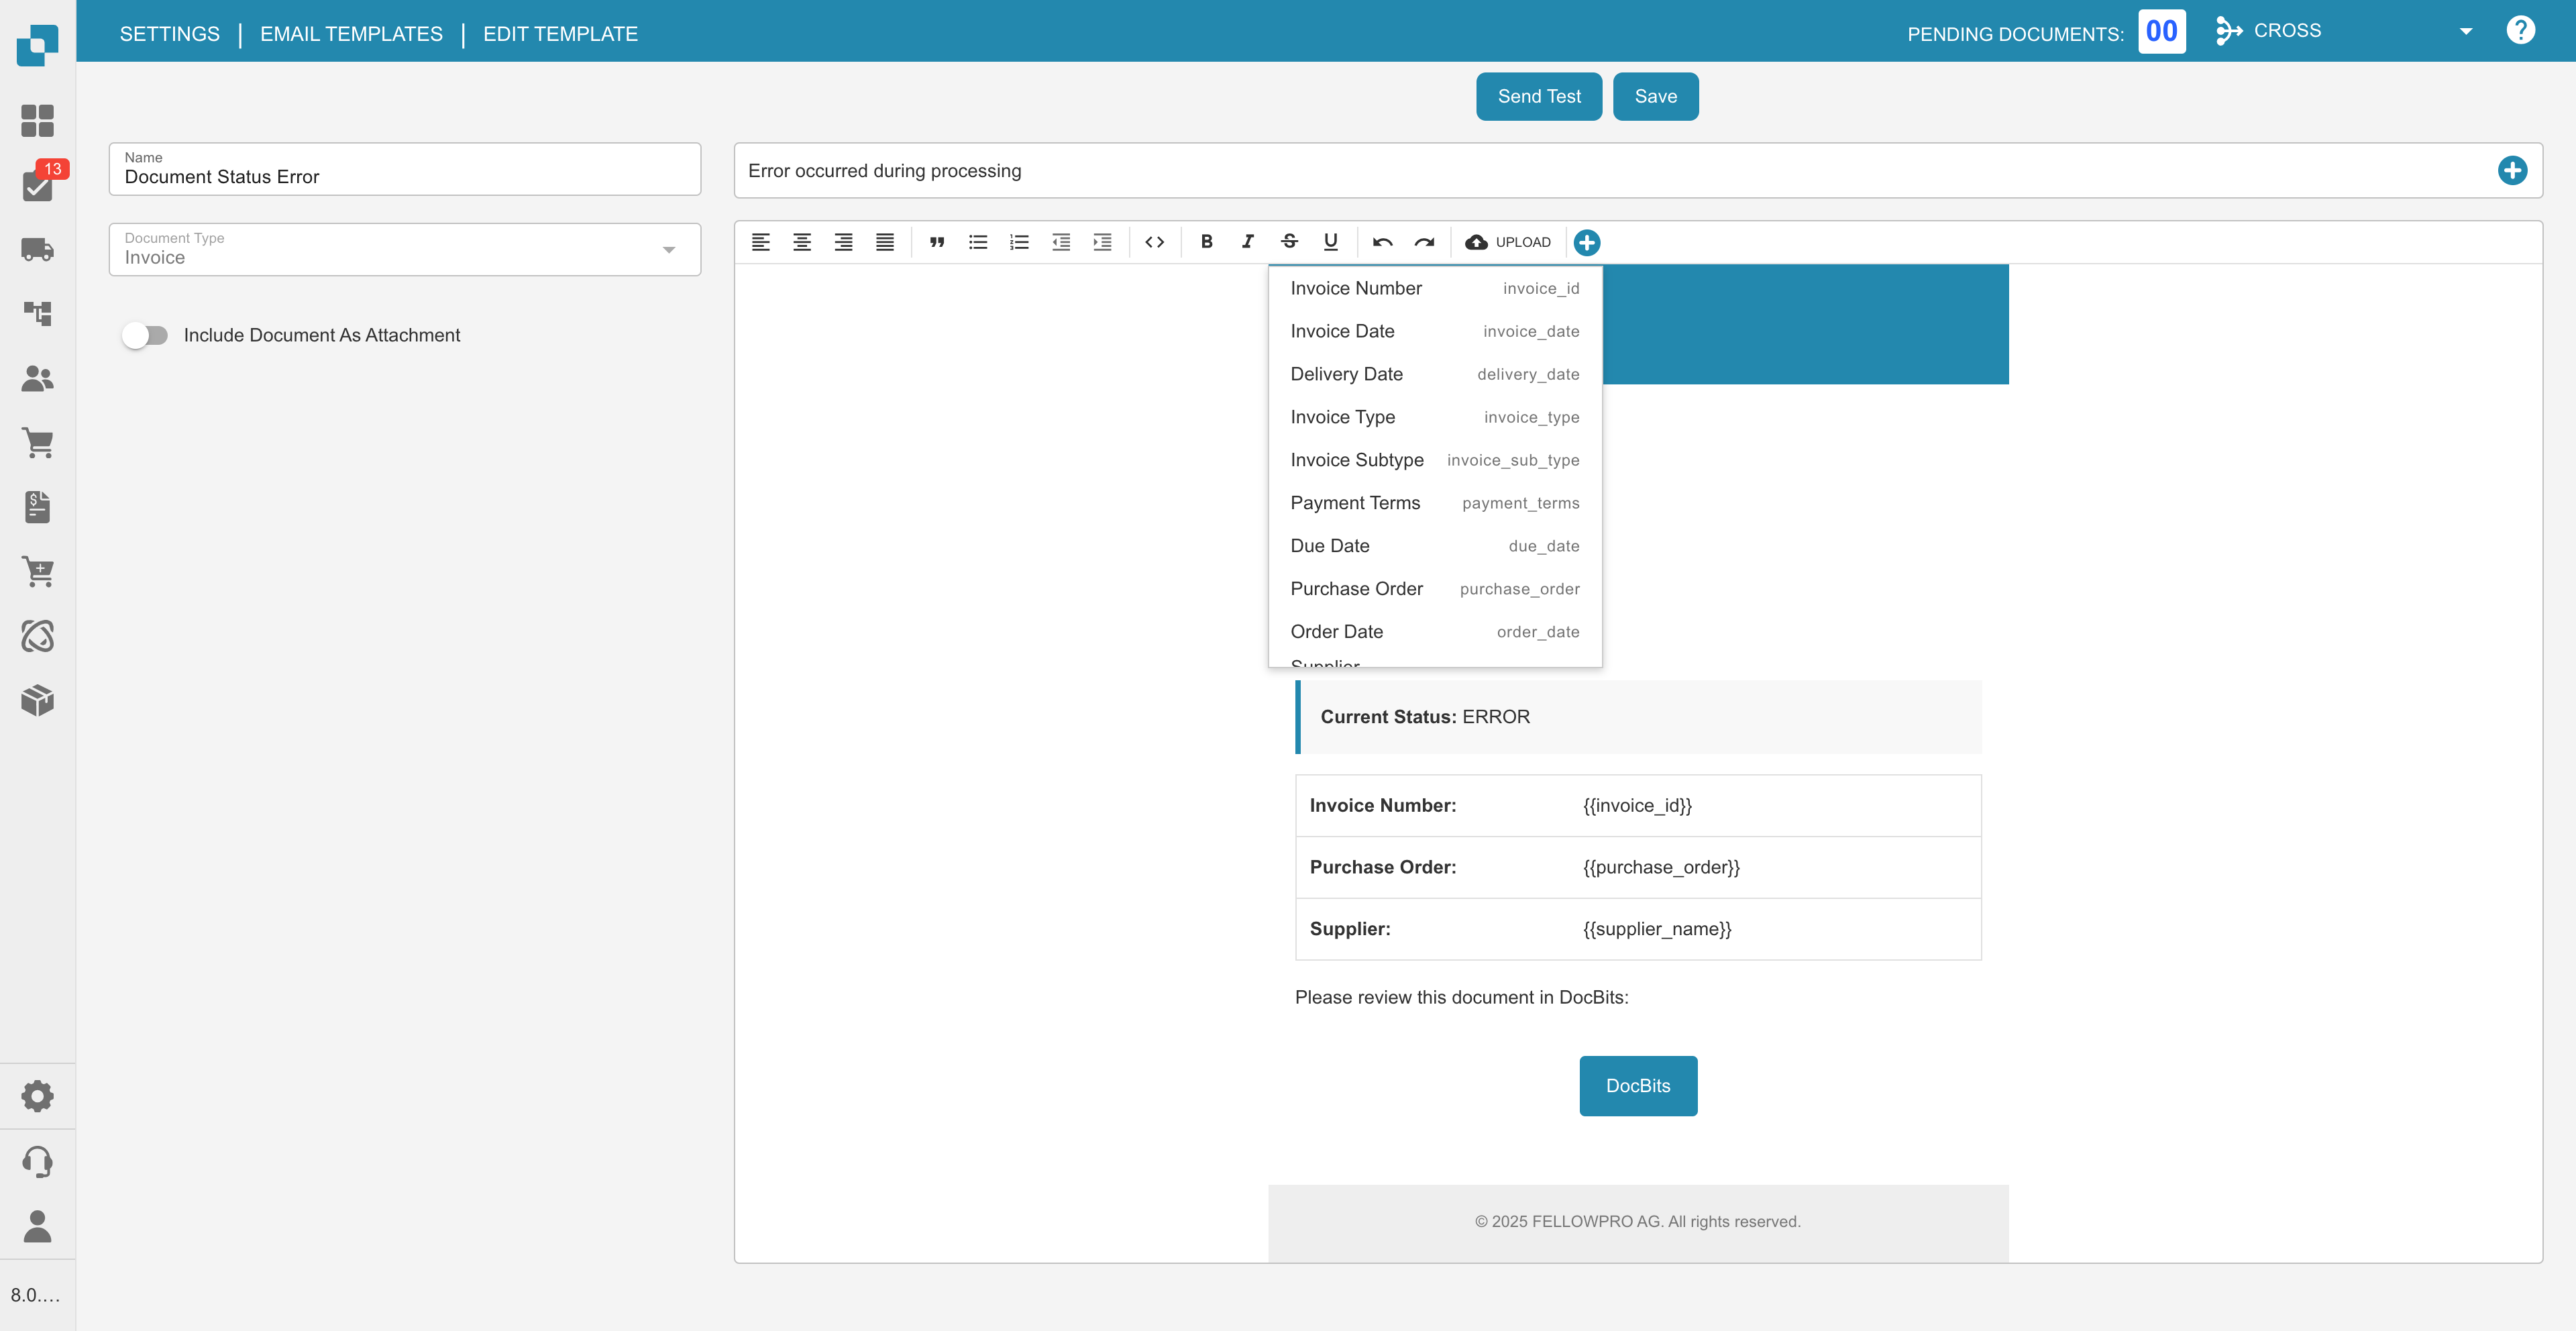 SETTINGS | EMAIL TEMPLATES | EDIT TEMPLATE
PENDING DOCUMENTS: 00
CROSS
?
Send Test
Save
13
Name
Document Status Error
Error occurred during processing
Document Type
Invoice
UPLOAD
Include Document As Attachment
Invoice Number invoice_id
Invoice Date invoice_date
Delivery Date delivery_date
Invoice Type invoice_type
Invoice Subtype invoice_sub_type
Payment Terms payment_terms
Due Date due_date
Purchase Order purchase_order
Order Date order_date
Supplier
Current Status: ERROR
Invoice Number: {{invoice_id}}
Purchase Order: {{purchase_order}}
Supplier: {{supplier_name}}
Please review this document in DocBits:
DocBits
© 2025 FELLOWPRO AG. All rights reserved.
8.0....